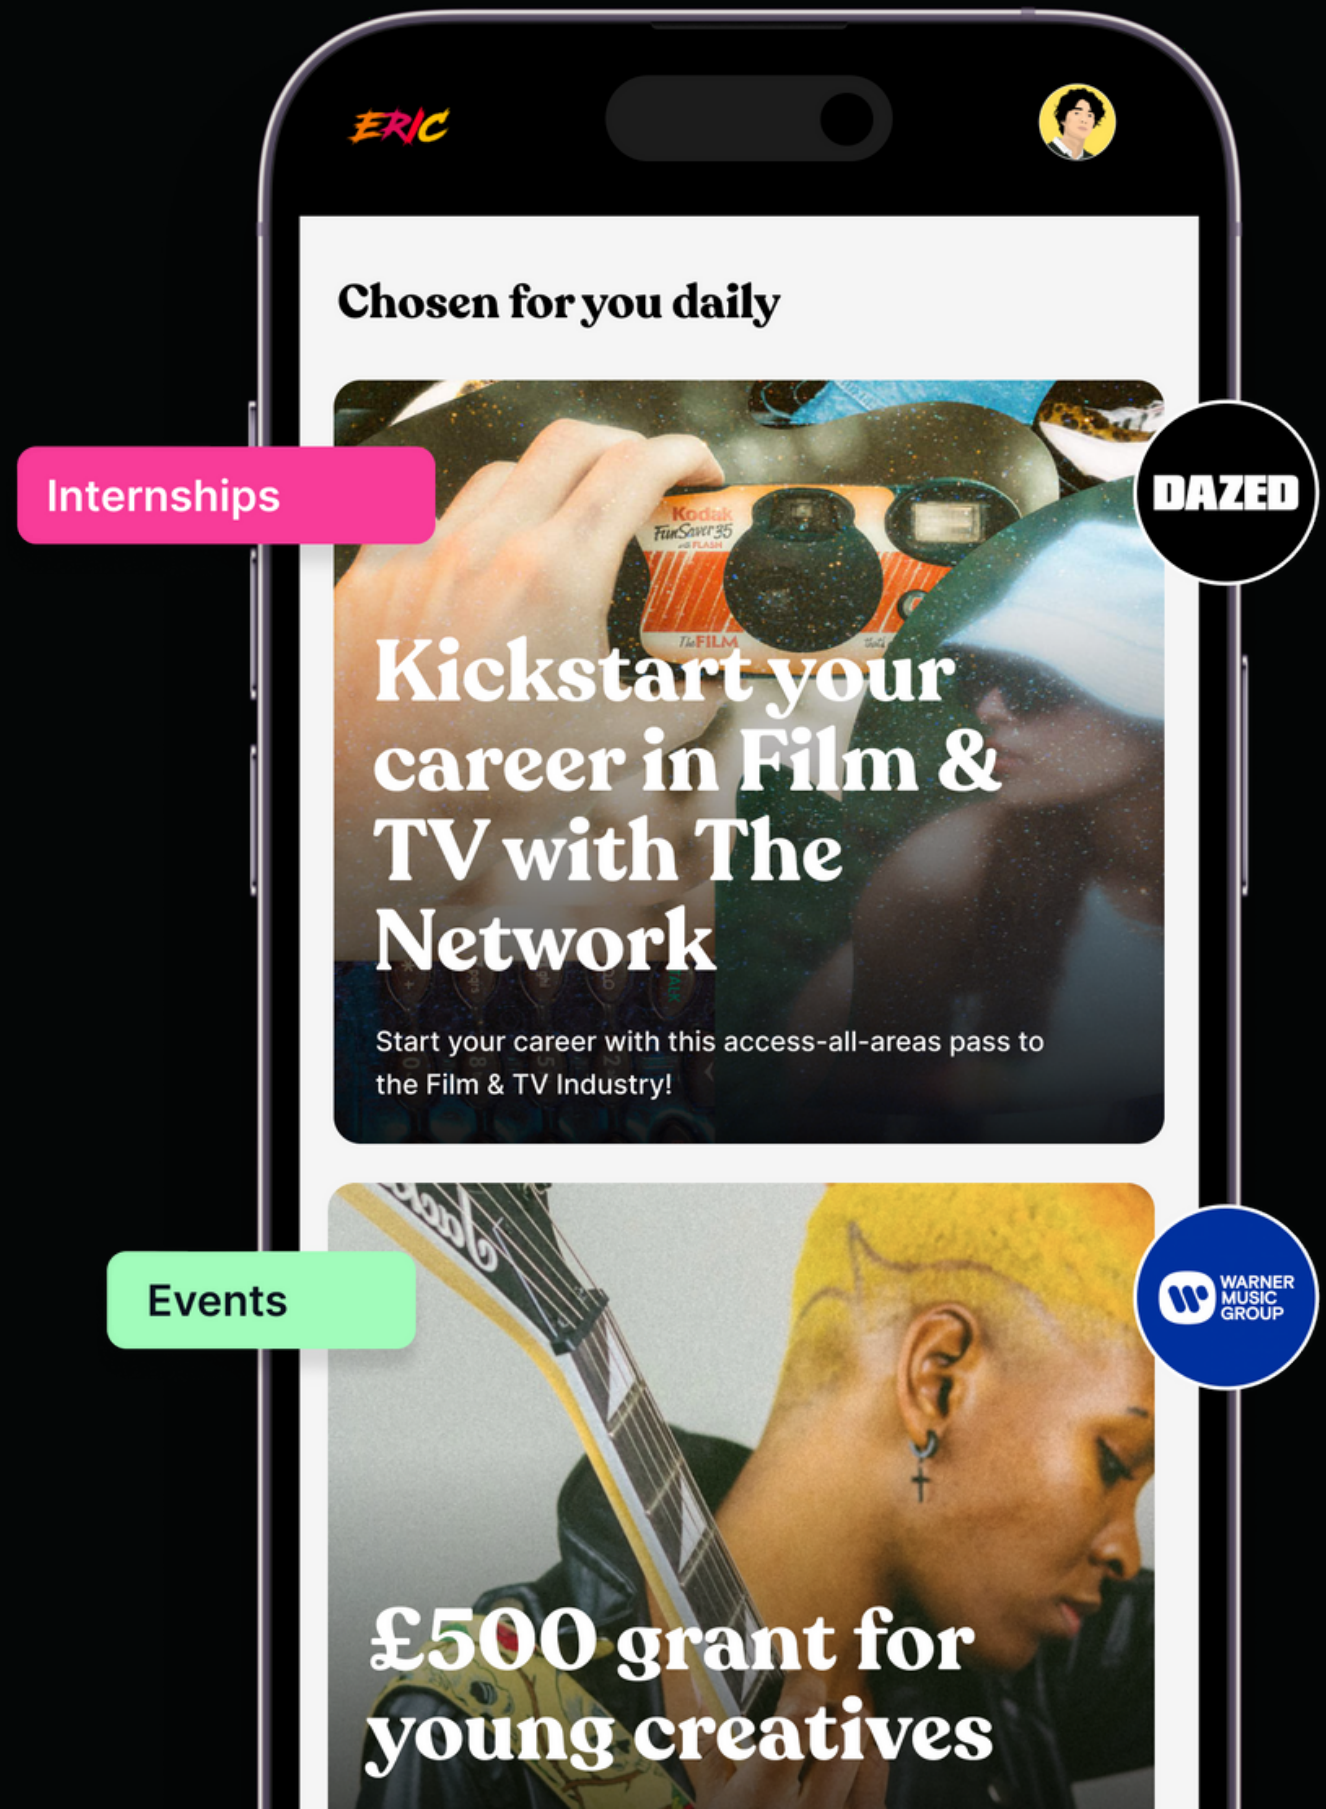 ERIC
Chosen for you daily
Internships
DAZED
Kodak
FunSaver 35
with FLASH
The FILM
Kickstart your
career in Film &
TV with The
Network
TALK
Start your career with this access-all-areas pass to
the Film & TV Industry!
Events
WARNER
MUSIC
GROUP
£500 grant for
young creatives